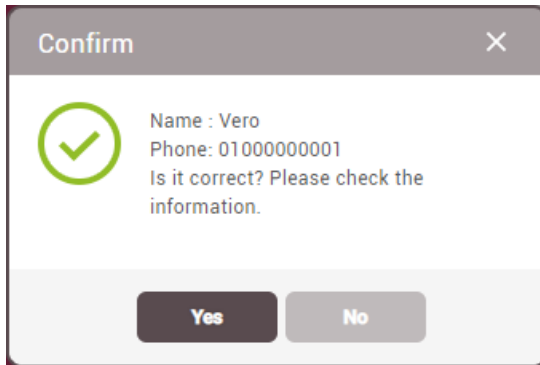 Confirm
Name : Vero
Phone: 01000000001
Is it correct? Please check the
information.
Yes
No